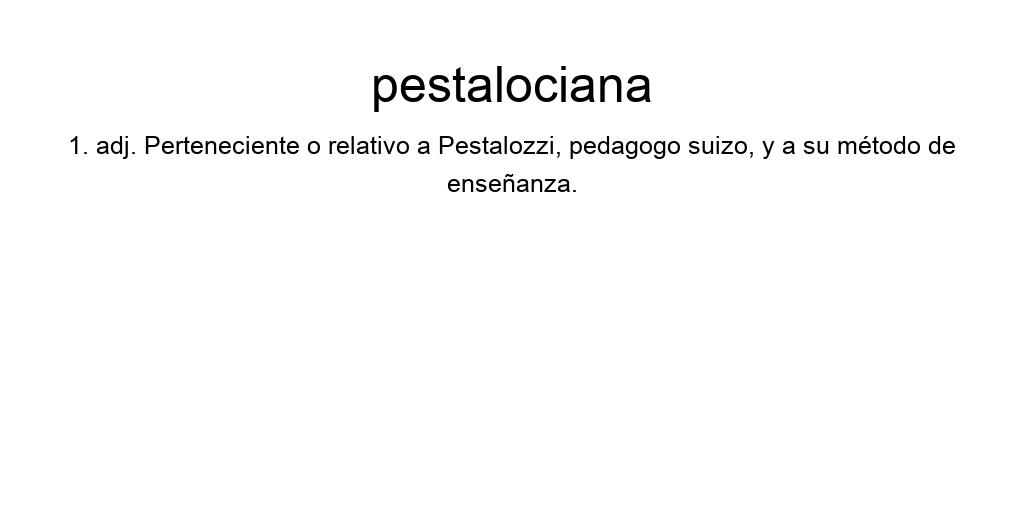 pestalociana
1. adj. Perteneciente o relativo a Pestalozzi, pedagogo suizo, y a su método de
enseñanza.